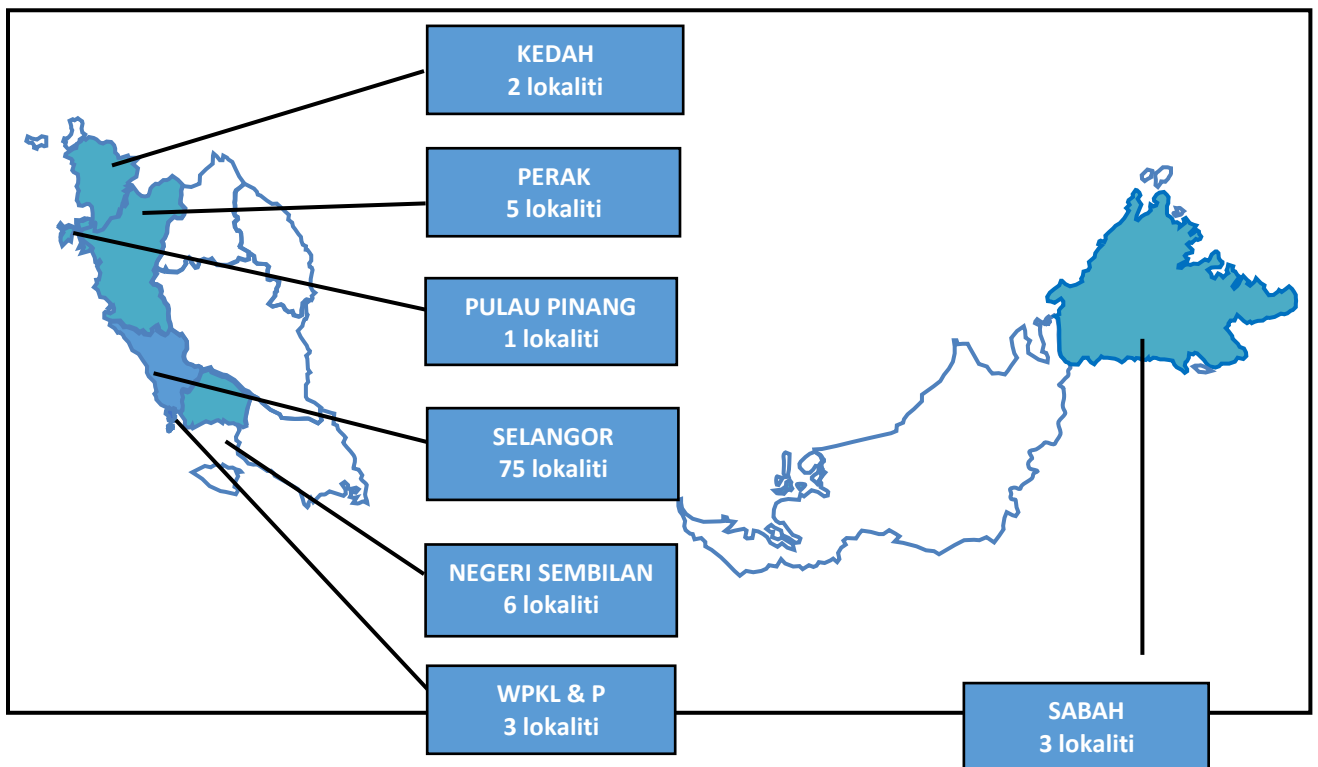 KEDAH
2 lokaliti
PERAK
5 lokaliti
PULAU PINANG
1 lokaliti
SELANGOR
75 lokaliti
NEGERI SEMBILAN
6 lokaliti
WPKL & P
3 lokaliti
SABAH
3 lokaliti